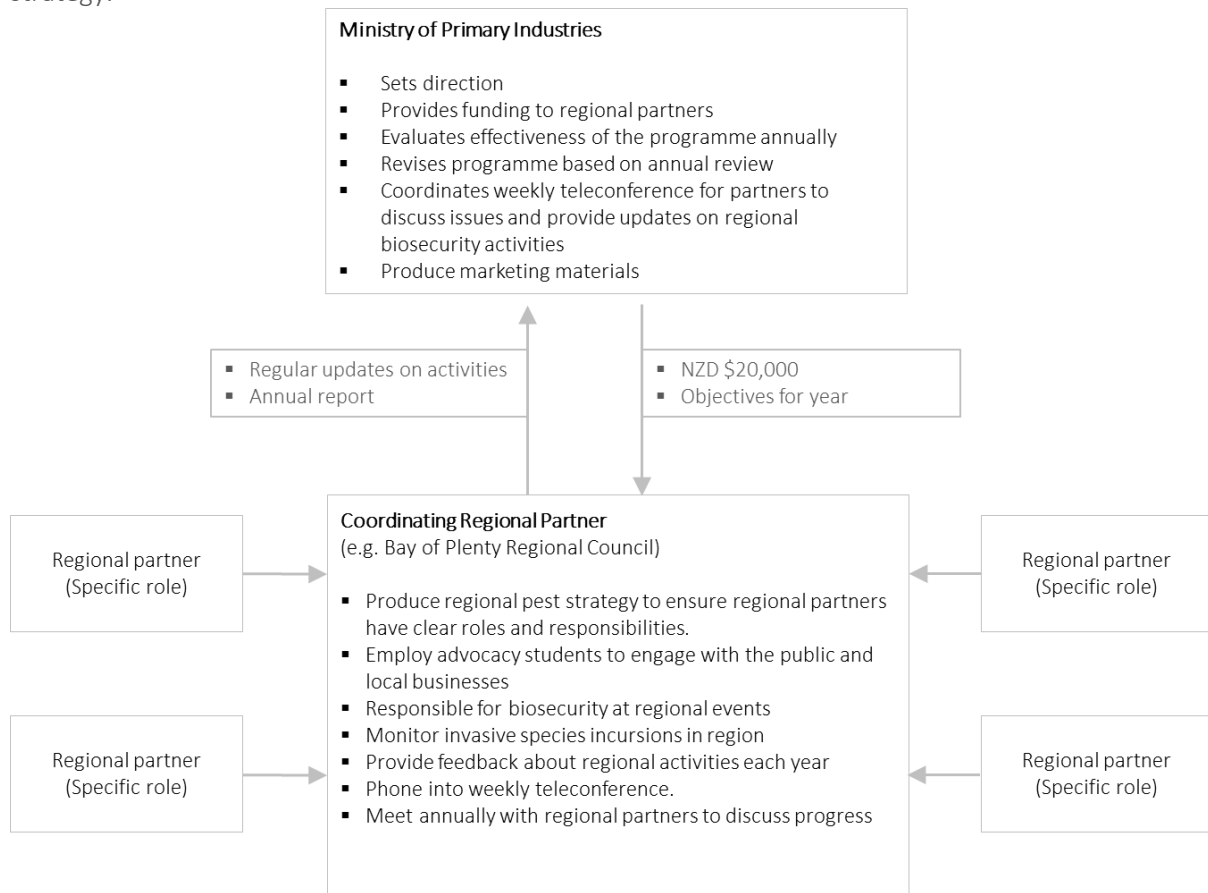 strategy.
Ministry of Primary Industries
▪ Sets direction
▪ Provides funding to regional partners
▪ Evaluates effectiveness of the programme annually
▪ Revises programme based on annual review
▪ Coordinates weekly teleconference for partners to
discuss issues and provide updates on regional
biosecurity activities
▪ Produce marketing materials
▪ Regular updates on activities
▪ Annual report
▪ NZD $20,000
▪ Objectives for year
Regional partner
(Specific role)
Regional partner
(Specific role)
Coordinating Regional Partner
(e.g. Bay of Plenty Regional Council)
▪ Produce regional pest strategy to ensure regional partners
have clear roles and responsibilities.
▪ Employ advocacy students to engage with the public and
local businesses
▪ Responsible for biosecurity at regional events
▪ Monitor invasive species incursions in region
▪ Provide feedback about regional activities each year
▪ Phone into weekly teleconference.
▪ Meet annually with regional partners to discuss progress
Regional partner
(Specific role)
Regional partner
(Specific role)